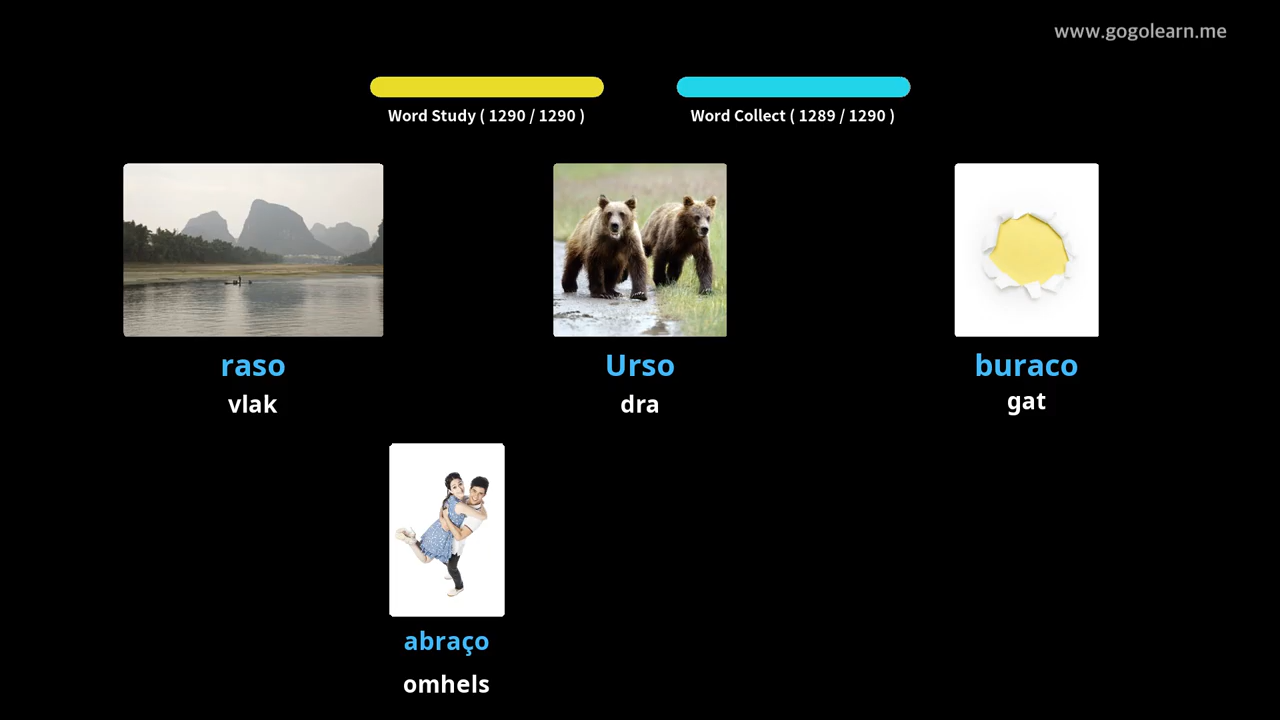 www.gogolearn.me
Word Study ( 1290 / 1290 )
Word Collect ( 1289 / 1290 )
raso
Urso
buraco
vlak
dra
gat
abraço
omhels